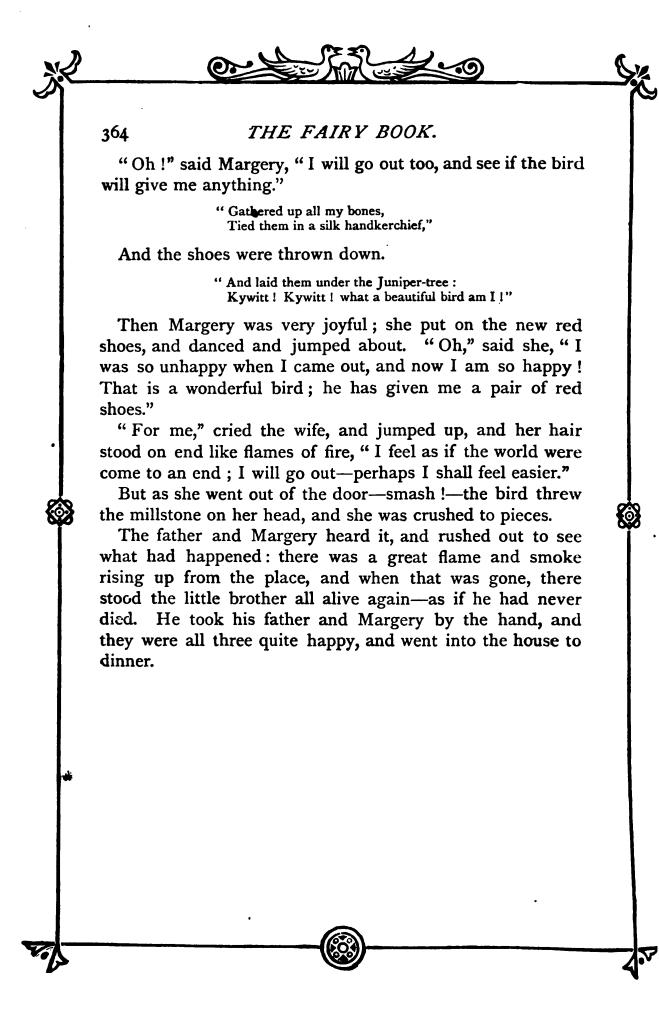 364 THE FAIRY BOOK.
“ Oh !” said Margery, “ I will go out too, and see if the bird
will give me anything.”
“ Gathered up all my bones,
Tied them in a silk handkerchief,”
And the shoes were thrown down.
“ And laid them under the Juniper-tree :
Kywitt ! Kywitt ! what a beautiful bird am I !”
Then Margery was very joyful ; she put on the new red
shoes, and danced and jumped about. “ Oh,” said she, “ I
was so unhappy when I came out, and now I am so happy !
That is a wonderful bird ; he has given me a pair of red
shoes.”
“ For me,” cried the wife, and jumped up, and her hair
stood on end like flames of fire, “ I feel as if the world were
come to an end ; I will go out—perhaps I shall feel easier.”
But as she went out of the door—smash !—the bird threw
the millstone on her head, and she was crushed to pieces.
The father and Margery heard it, and rushed out to see
what had happened : there was a great flame and smoke
rising up from the place, and when that was gone, there
stood the little brother all alive again—as if he had never
died. He took his father and Margery by the hand, and
they were all three quite happy, and went into the house to
dinner.